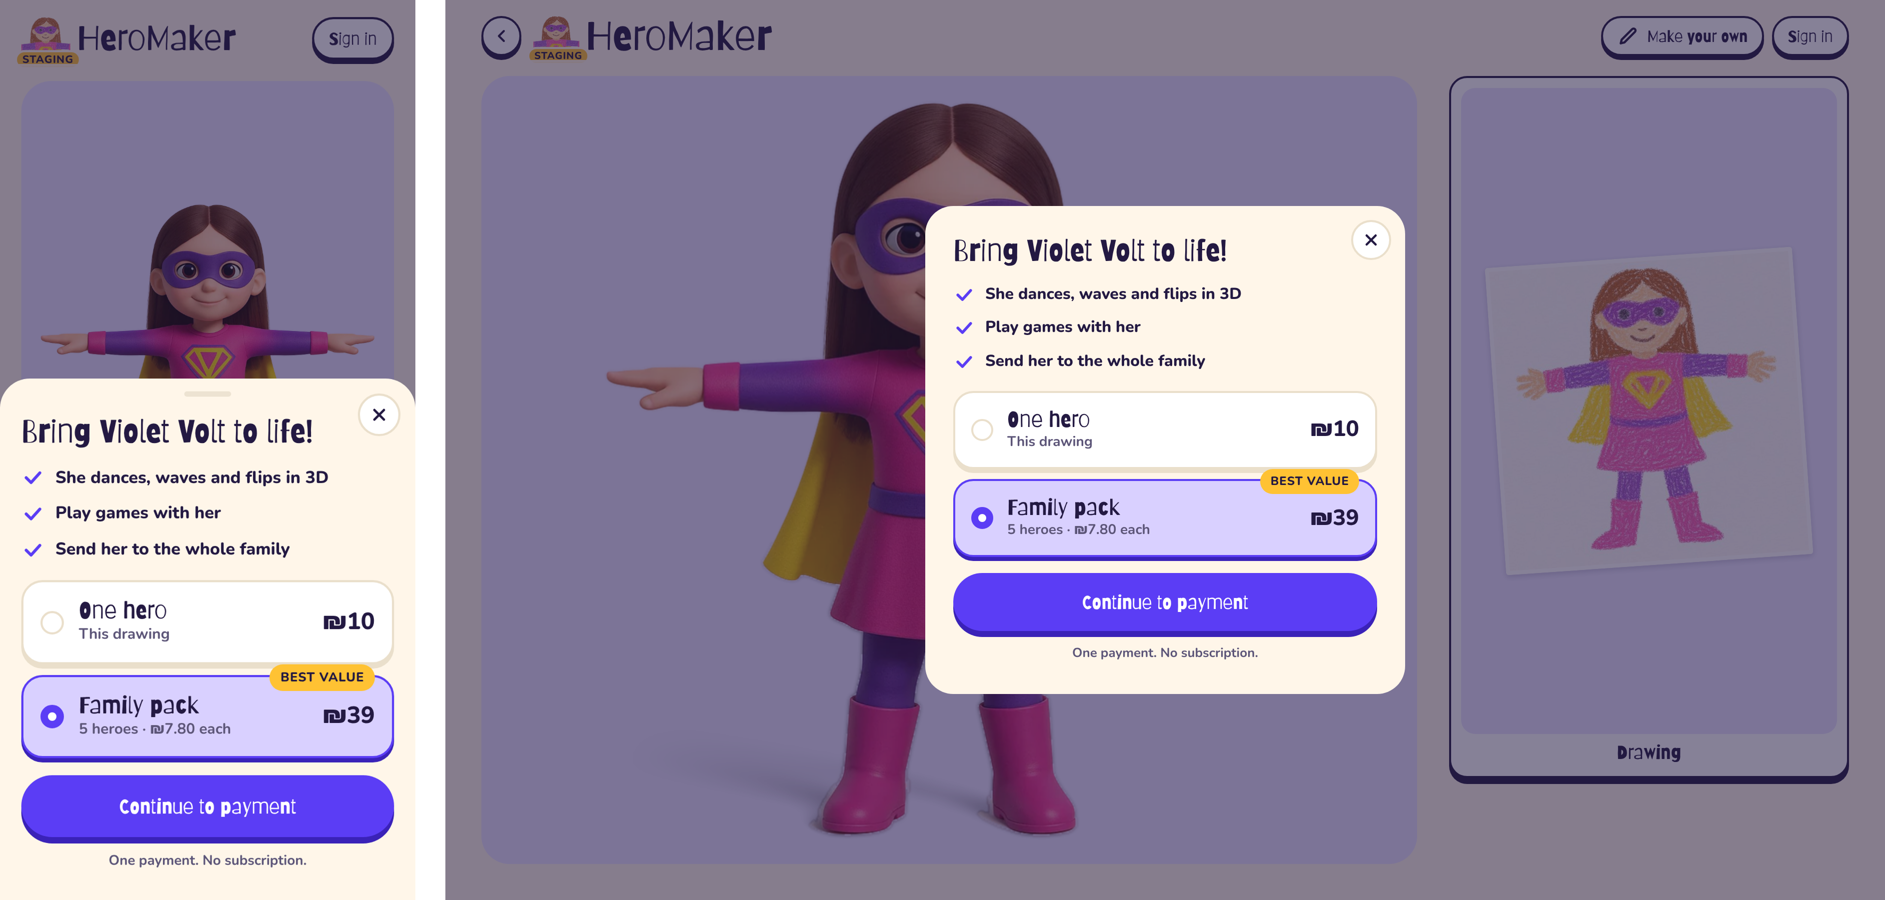 HeroMaker
STAGING
Sign in
Bring Violet Volt to life!
She dances, waves and flips in 3D
Play games with her
Send her to the whole family
One hero
This drawing
₪10
BEST VALUE
Family pack
5 heroes · ₪7.80 each
₪39
Continue to payment
One payment. No subscription.
HeroMaker
STAGING
Make your own
Sign in
Bring Violet Volt to life!
She dances, waves and flips in 3D
Play games with her
Send her to the whole family
One hero
This drawing
₪10
BEST VALUE
Family pack
5 heroes · ₪7.80 each
₪39
Continue to payment
One payment. No subscription.
Drawing